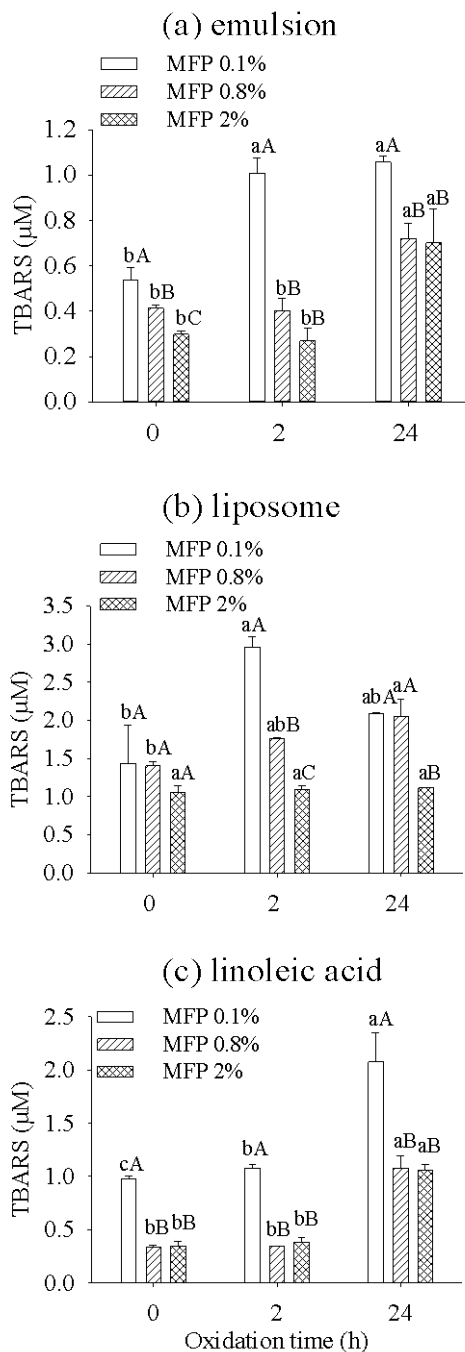 (a) emulsion
MFP 0.1%
MFP 0.8%
MFP 2%
1.2
1.0
0.8
0.6
0.4
0.2
0.0
TBARS (µM)
bA
bB
bC
aA
bB
bB
aA
aB
aB
0 2 24
(b) liposome
MFP 0.1%
MFP 0.8%
MFP 2%
3.5
3.0
2.5
2.0
1.5
1.0
0.5
0.0
TBARS (µM)
bA
bA
aA
aA
abB
aC
abA
aA
aB
0 2 24
(c) linoleic acid
MFP 0.1%
MFP 0.8%
MFP 2%
2.5
2.0
1.5
1.0
0.5
0.0
TBARS (µM)
cA
bB
bB
bA
bB
bB
aA
aB
aB
0 2 24
Oxidation time (h)